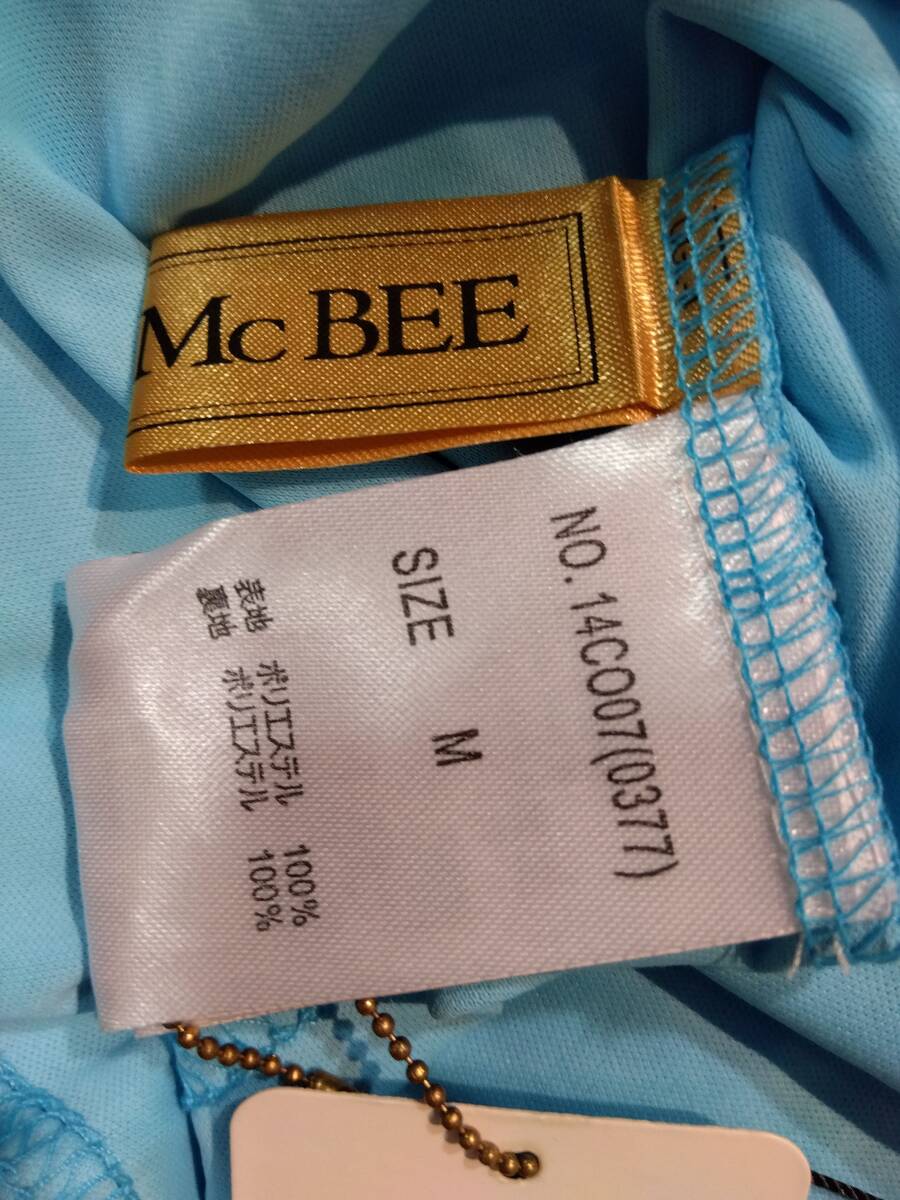 Mc BEE
NO. 14CO07(0377)
SIZE M
表地 ポリエステル 100%
裏地 ポリエステル 100%